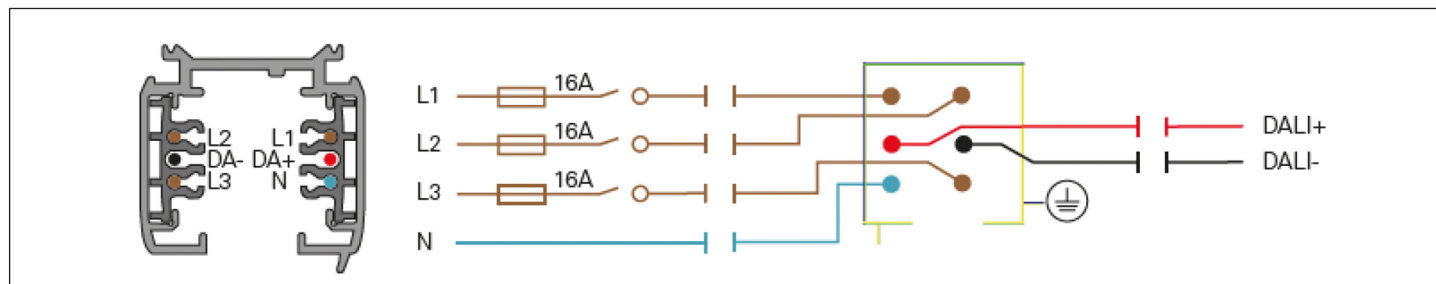 L2 L1
DA- DA+
L3 N
L1 16A
L2 16A
L3 16A
N
DALI+
DALI-